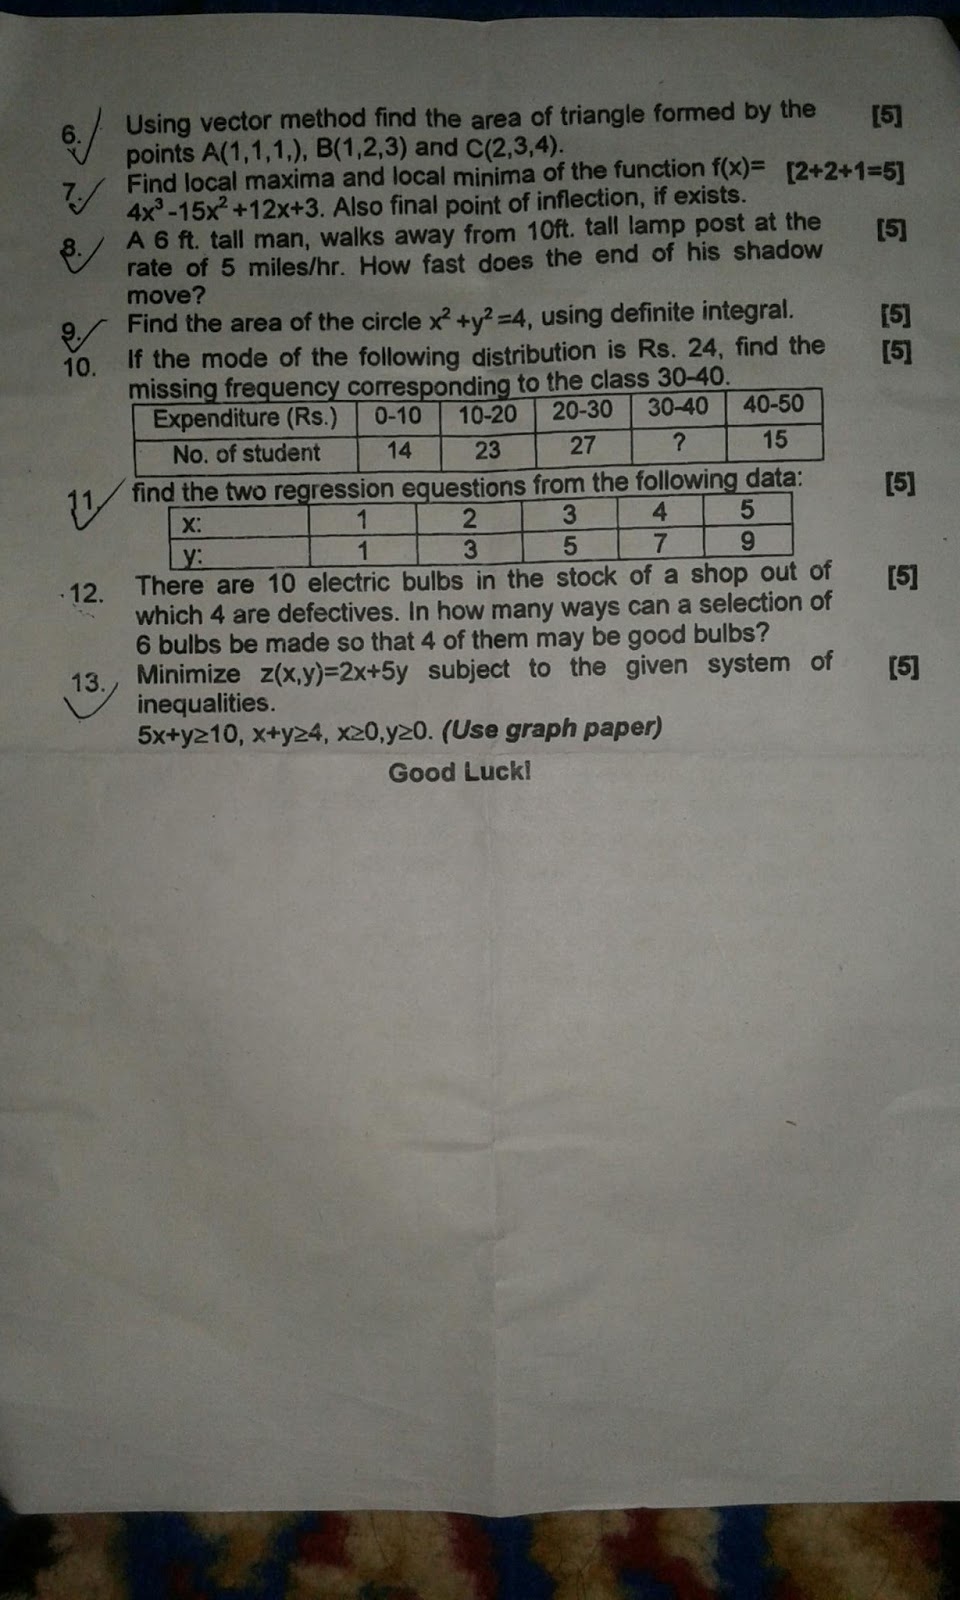 6. Using vector method find the area of triangle formed by the [5]
points A(1,1,1,), B(1,2,3) and C(2,3,4).
7. Find local maxima and local minima of the function f(x)= [2+2+1=5]
4x³-15x²+12x+3. Also final point of inflection, if exists.
8. A 6 ft. tall man, walks away from 10ft. tall lamp post at the [5]
rate of 5 miles/hr. How fast does the end of his shadow
move?
9. Find the area of the circle x²+y²=4, using definite integral. [5]
10. If the mode of the following distribution is Rs. 24, find the [5]
missing frequency corresponding to the class 30-40.
Expenditure (Rs.) 0-10 10-20 20-30 30-40 40-50
No. of student 14 23 27 ? 15
11. find the two regression equestions from the following data: [5]
x: 1 2 3 4 5
y: 1 3 5 7 9
12. There are 10 electric bulbs in the stock of a shop out of [5]
which 4 are defectives. In how many ways can a selection of
6 bulbs be made so that 4 of them may be good bulbs?
13. Minimize z(x,y)=2x+5y subject to the given system of [5]
inequalities.
5x+y≥10, x+y≥4, x≥0,y≥0. (Use graph paper)
Good Luck!